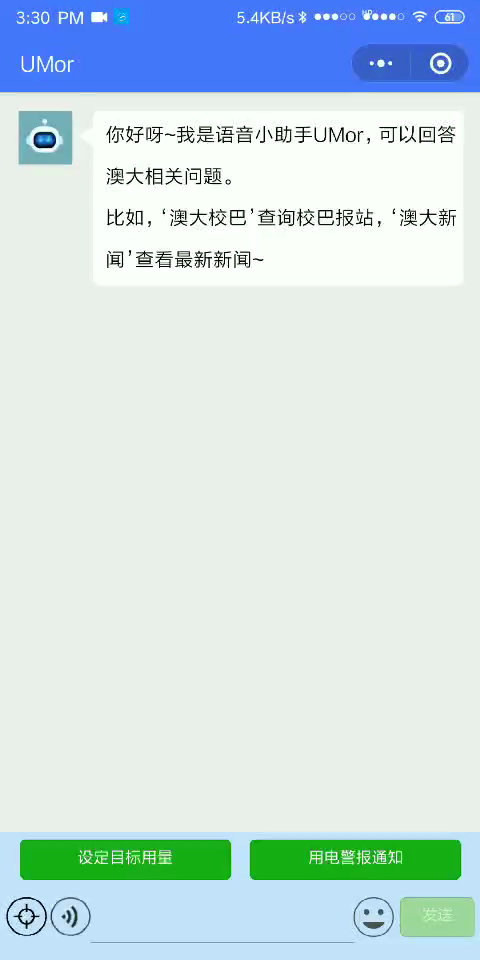 3:30 PM 5.4KB/s 61
UMor
你好呀~我是语音小助手UMor，可以回答
澳大相关问题。
比如，‘澳大校巴’查询校巴报站，‘澳大新
闻’查看最新新闻~
设定目标用量 用电警报通知
发送